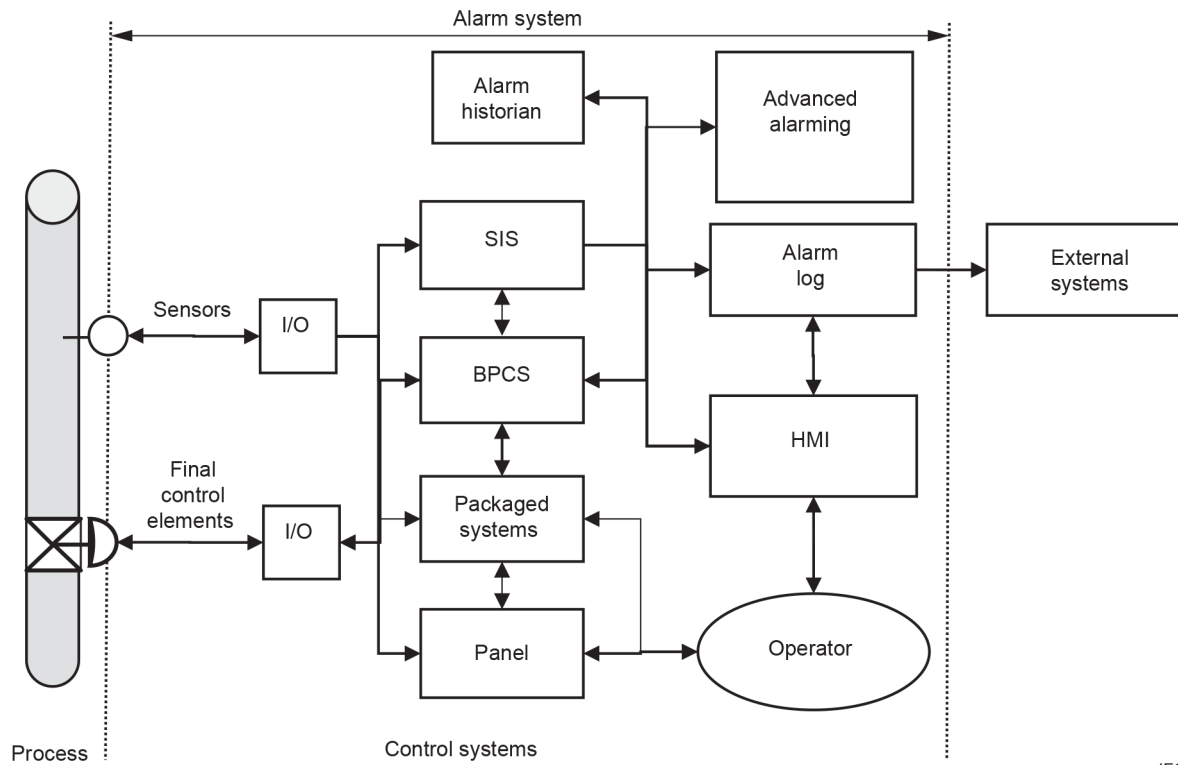 Alarm system
Alarm
historian
Advanced
alarming
SIS
Alarm
log
External
systems
Sensors
I/O
BPCS
HMI
Final
control
elements
I/O
Packaged
systems
Panel
Operator
Process
Control systems